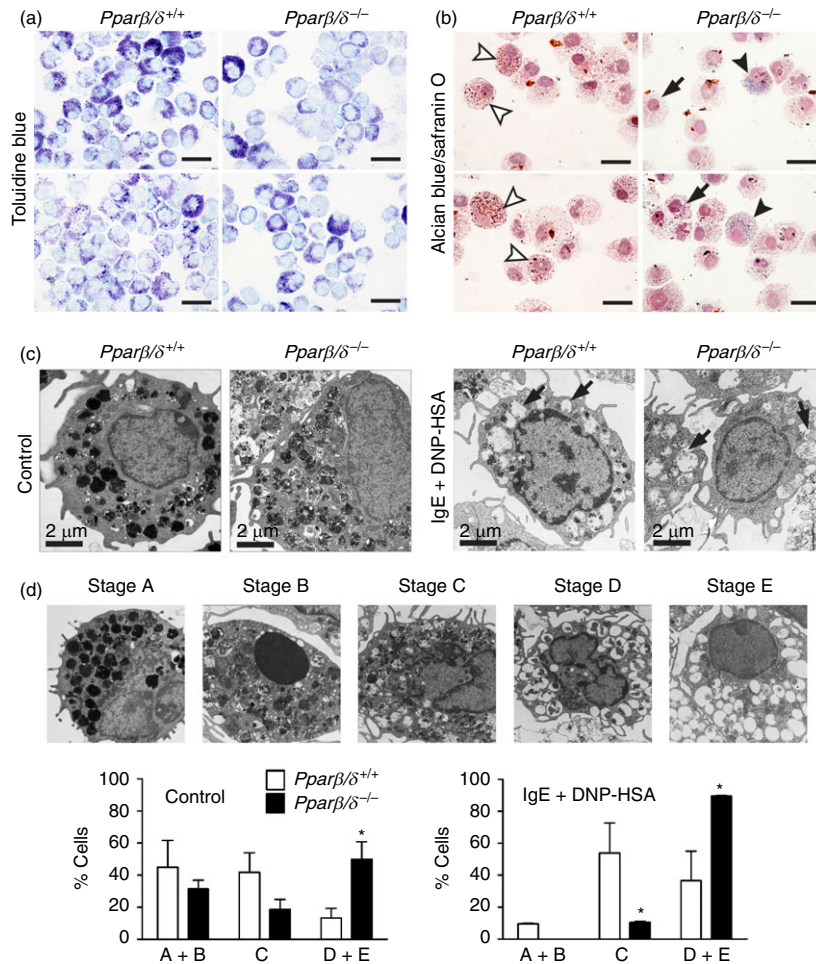 (a) Pparβ/δ+/+ Pparβ/δ−/−
Toluidine blue
(b) Pparβ/δ+/+ Pparβ/δ−/−
Alcian blue/safranin O
(c) Pparβ/δ+/+ Pparβ/δ−/−
Control
2 μm 2 μm
Pparβ/δ+/+ Pparβ/δ−/−
IgE + DNP-HSA
2 μm 2 μm
(d) Stage A Stage B Stage C Stage D Stage E
% Cells
100
80
60
40
20
0
Control
Pparβ/δ+/+
Pparβ/δ−/−
*
A + B C D + E
% Cells
100
80
60
40
20
0
IgE + DNP-HSA
*
*
A + B C D + E